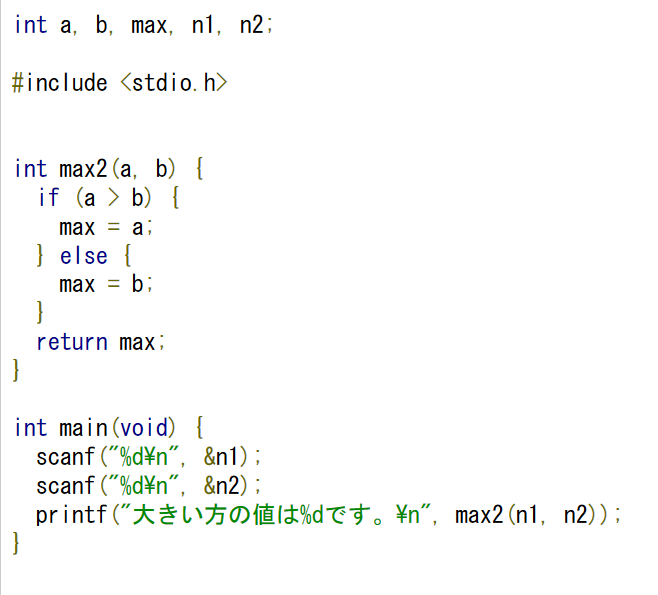 int a, b, max, n1, n2;
#include <stdio.h>
int max2(a, b) {
if (a > b) {
max = a;
} else {
max = b;
}
return max;
}
int main(void) {
scanf("%d¥n", &n1);
scanf("%d¥n", &n2);
printf("大きい方の値は%dです。¥n", max2(n1, n2));
}